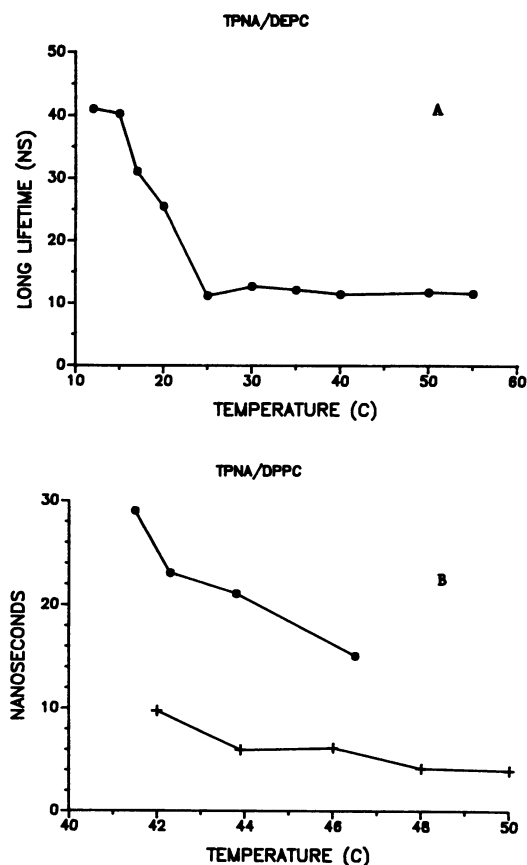 TPNA/DEPC
50
A
40
30
20
10
0
LONG LIFETIME (NS)
10 20 30 40 50 60
TEMPERATURE (C)
TPNA/DPPC
30
B
20
10
0
NANOSECONDS
40 42 44 46 48 50
TEMPERATURE (C)